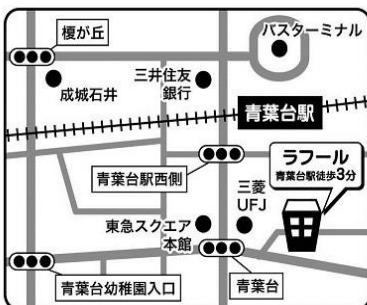 榎が丘
バスターミナル
成城石井
三井住友
銀行
青葉台駅
ラフール
青葉台駅徒歩3分
青葉台駅西側
三菱
UFJ
東急スクエア
本館
青葉台幼稚園入口
青葉台